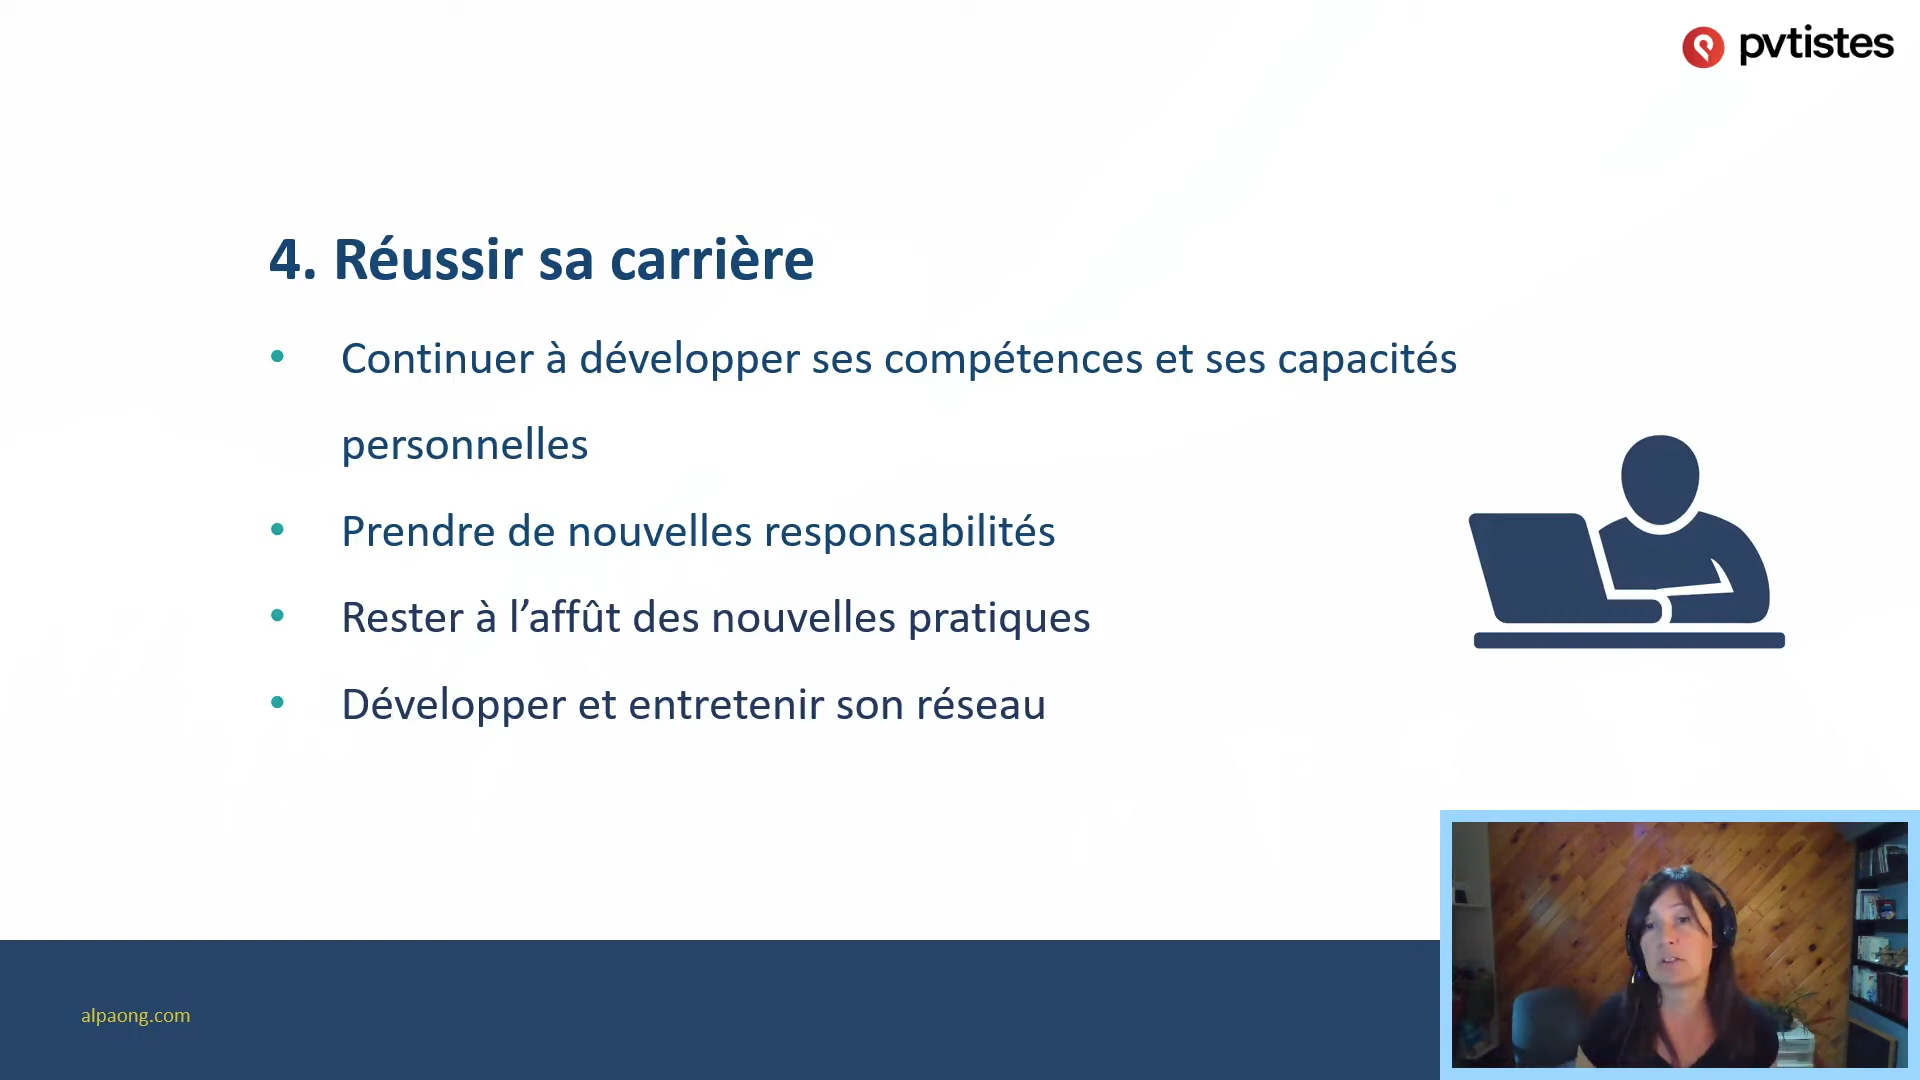 pvtistes
4. Réussir sa carrière
• Continuer à développer ses compétences et ses capacités
personnelles
• Prendre de nouvelles responsabilités
• Rester à l’affût des nouvelles pratiques
• Développer et entretenir son réseau
alpaong.com